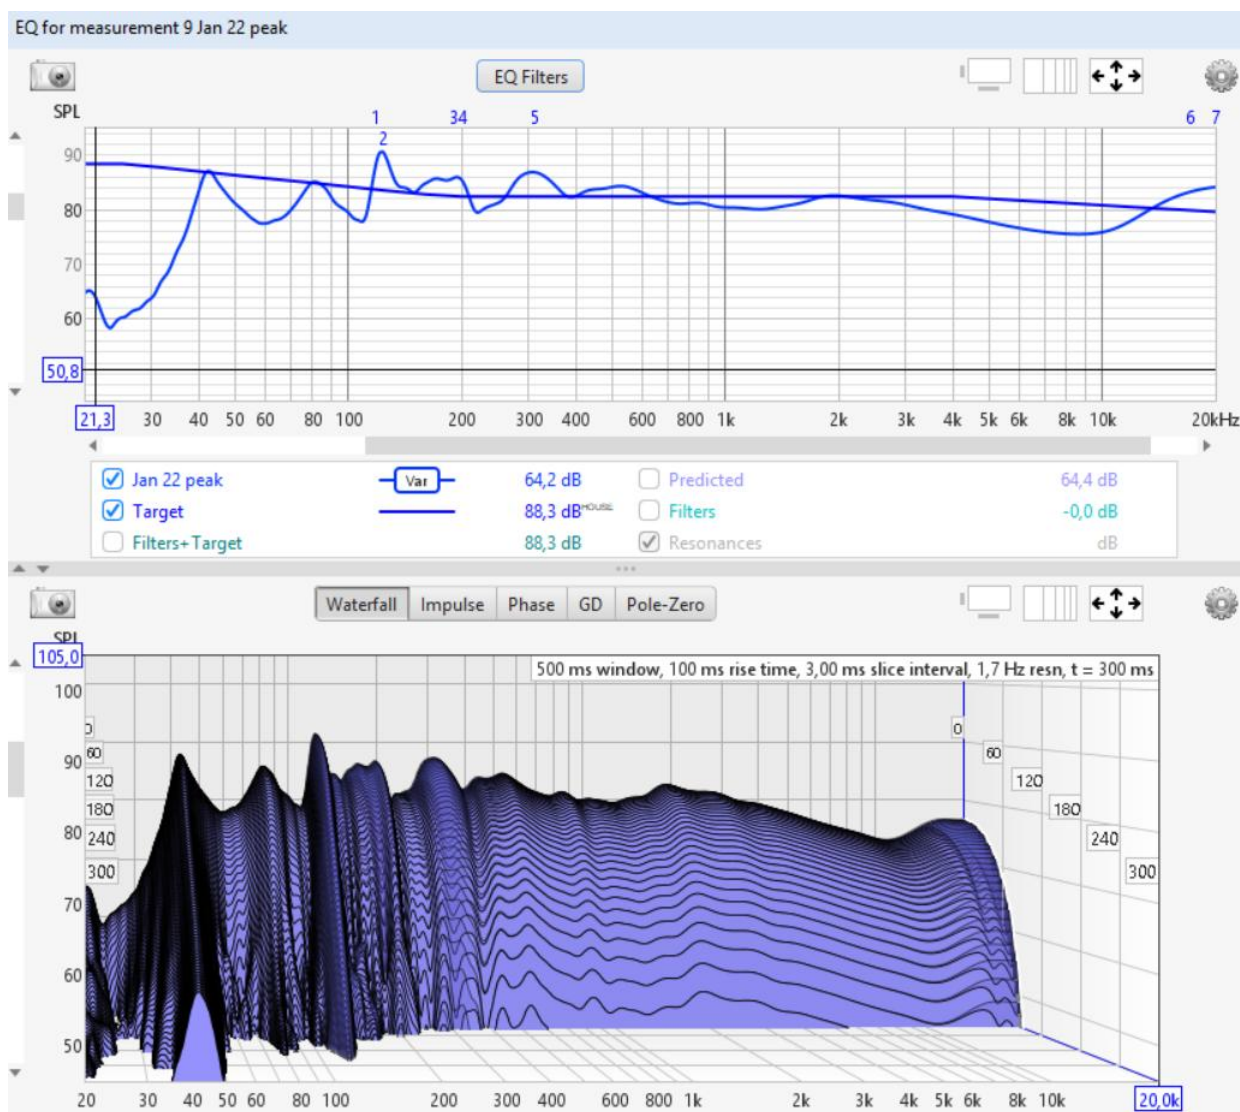 EQ for measurement 9 Jan 22 peak
EQ Filters
SPL
1 34 5 6 7
2
90
80
70
60
50,8
21,3 30 40 50 60 80 100 200 300 400 600 800 1k 2k 3k 4k 5k 6k 8k 10k 20kHz
Jan 22 peak Var 64,2 dB Predicted 64,4 dB
Target 88,3 dB HOUSE Filters -0,0 dB
Filters+Target 88,3 dB Resonances dB
Waterfall Impulse Phase GD Pole-Zero
SPL
105,0
500 ms window, 100 ms rise time, 3,00 ms slice interval, 1,7 Hz resn, t = 300 ms
100
0 0
90 60 60
120 120
180 180
80 240 240
300 300
70
60
50
20 30 40 50 60 80 100 200 300 400 600 800 1k 2k 3k 4k 5k 6k 8k 10k 20,0k